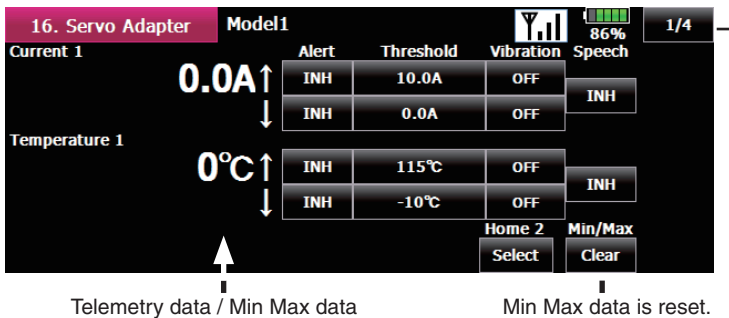 16. Servo Adapter Model1 86% 1/4
Current 1 Alert Threshold Vibration Speech
0.0A↑ INH 10.0A OFF INH
↓ INH 0.0A OFF
Temperature 1
0℃↑ INH 115℃ OFF INH
↓ INH -10℃ OFF
Home 2 Min/Max
Select Clear
Telemetry data / Min Max data Min Max data is reset.